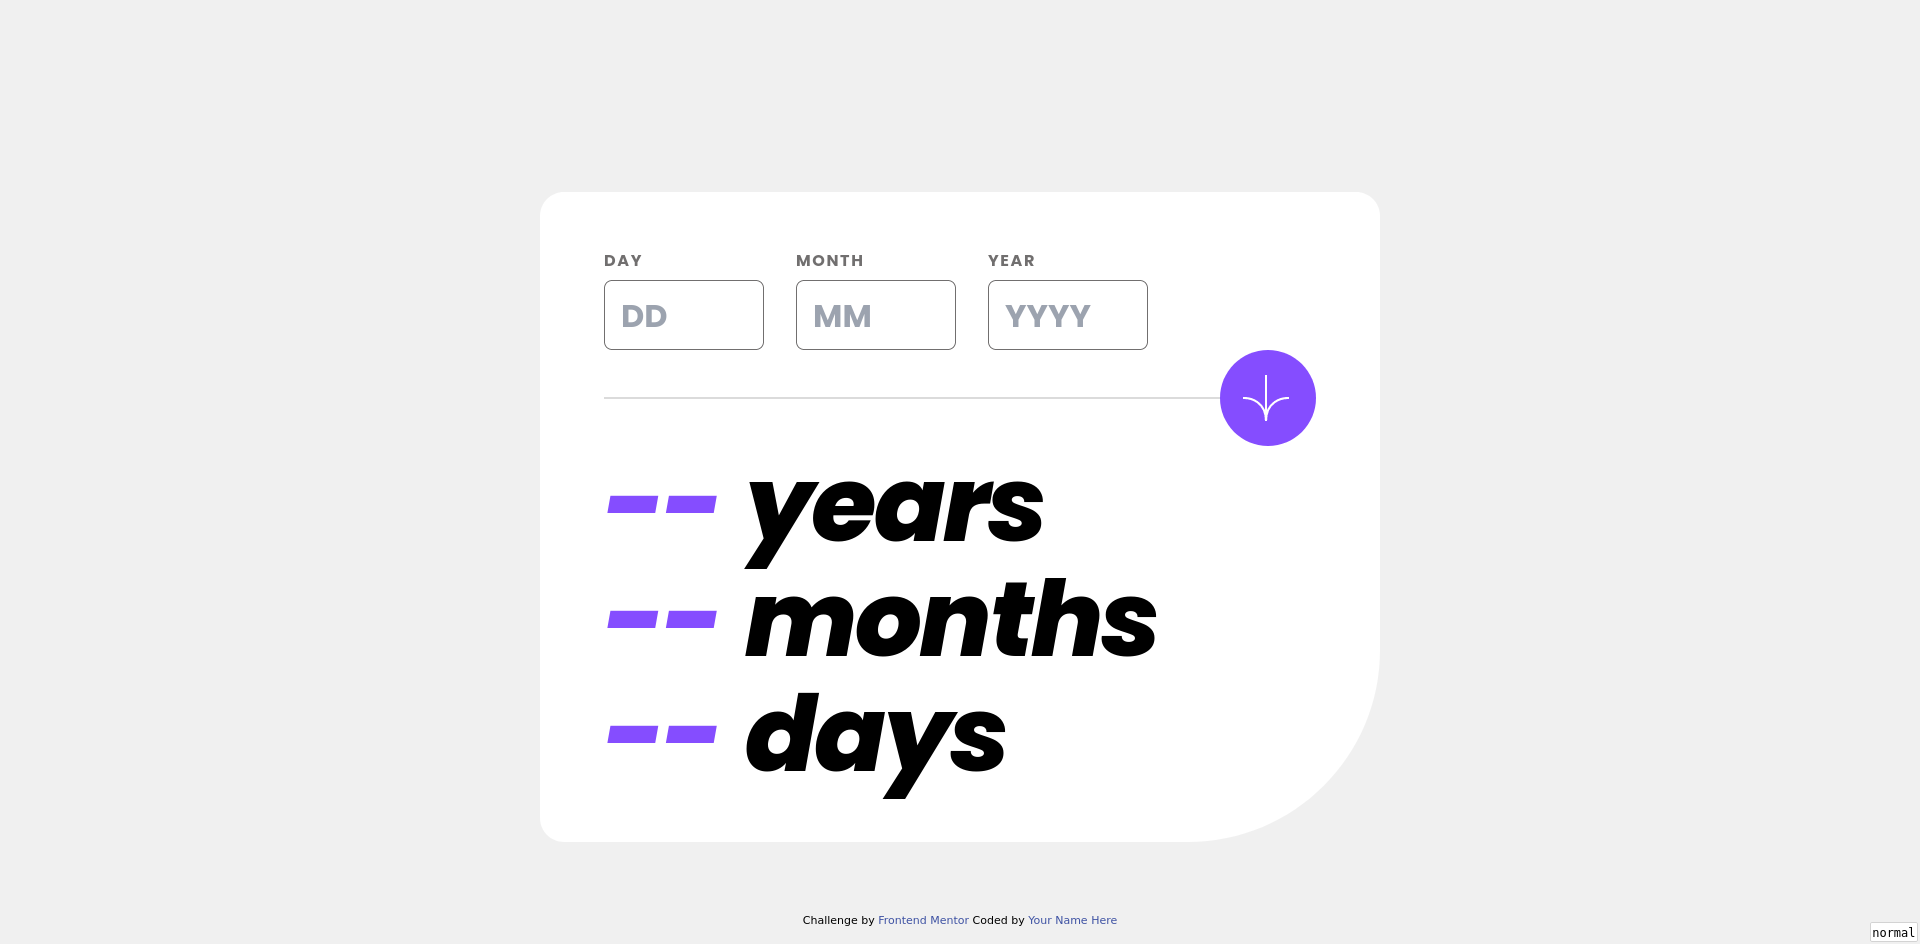 DAY MONTH YEAR
DD MM YYYY
-- years
-- months
-- days
Challenge by Frontend Mentor Coded by Your Name Here
normal